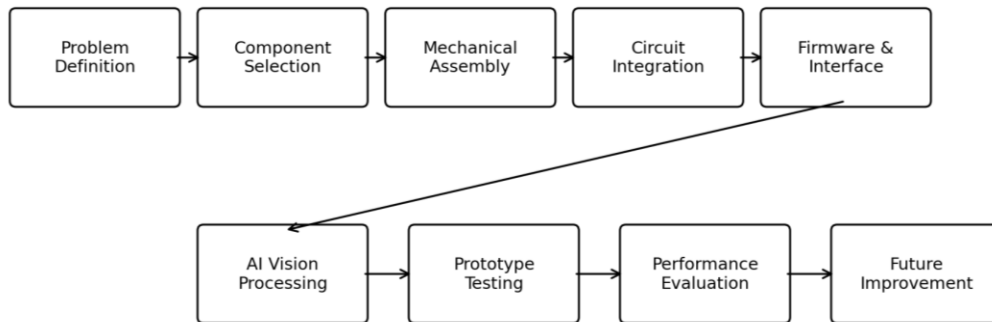 Problem
Definition
Component
Selection
Mechanical
Assembly
Circuit
Integration
Firmware &
Interface
AI Vision
Processing
Prototype
Testing
Performance
Evaluation
Future
Improvement